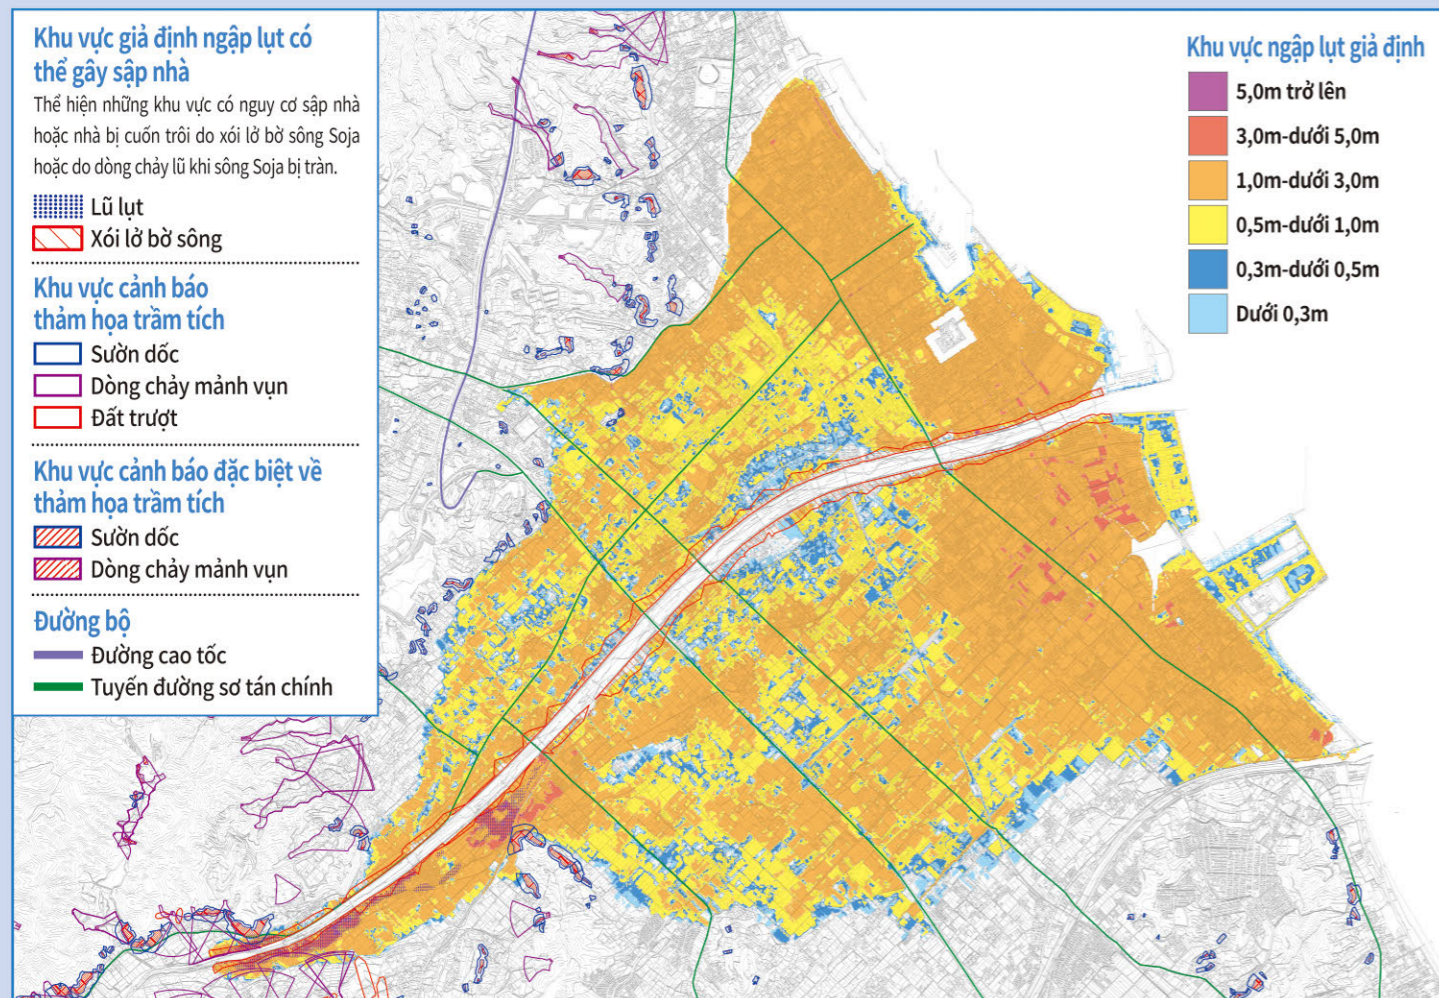 Khu vực giả định ngập lụt có
thể gây sập nhà
Thể hiện những khu vực có nguy cơ sập nhà
hoặc nhà bị cuốn trôi do xói lở bờ sông Soja
hoặc do dòng chảy lũ khi sông Soja bị tràn.
Lũ lụt
Xói lở bờ sông
Khu vực cảnh báo
thảm họa trầm tích
Sườn dốc
Dòng chảy mảnh vụn
Đất trượt
Khu vực cảnh báo đặc biệt về
thảm họa trầm tích
Sườn dốc
Dòng chảy mảnh vụn
Đường bộ
Đường cao tốc
Tuyến đường sơ tán chính
Khu vực ngập lụt giả định
5,0m trở lên
3,0m-dưới 5,0m
1,0m-dưới 3,0m
0,5m-dưới 1,0m
0,3m-dưới 0,5m
Dưới 0,3m